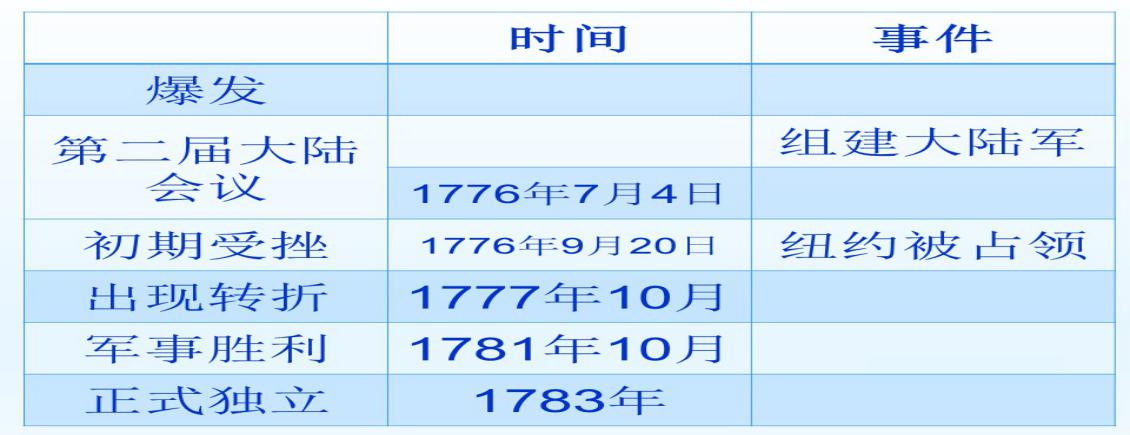 时间 事件
爆发
第二届大陆
会议
组建大陆军
1776年7月4日
初期受挫 1776年9月20日 纽约被占领
出现转折 1777年10月
军事胜利 1781年10月
正式独立 1783年